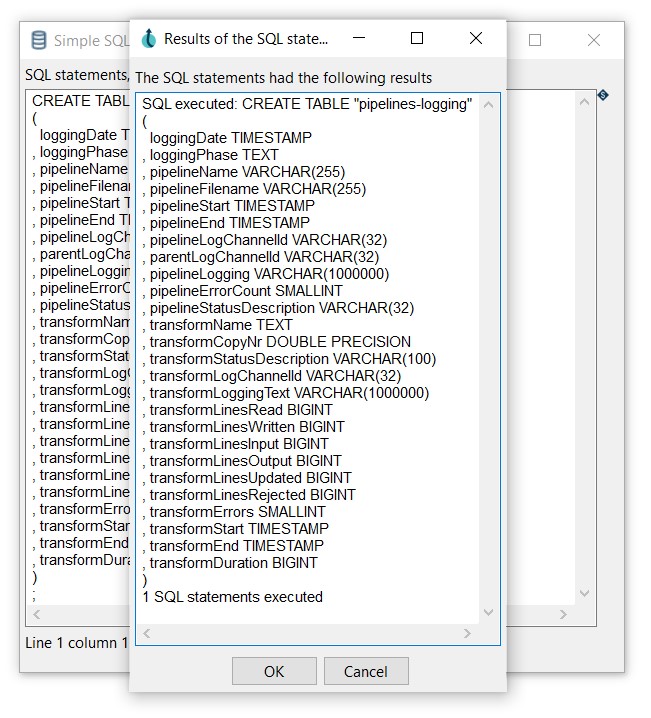 Simple SQL
Results of the SQL state...
SQL statements,
The SQL statements had the following results
CREATE TABL
(
loggingDate T
, loggingPhase
, pipelineName
, pipelineFilenar
, pipelineStart T
, pipelineEnd TI
, pipelineLogCh
, parentLogCha
, pipelineLoggin
, pipelineErrorC
, pipelineStatus
, transformNam
, transformCop
, transformStat
, transformLogC
, transformLogg
, transformLine
, transformLine
, transformLine
, transformLine
, transformLine
, transformLine
, transformErro
, transformStar
, transformEnd
, transformDura
)
;
Line 1 column 1
SQL executed: CREATE TABLE "pipelines-logging"
(
loggingDate TIMESTAMP
, loggingPhase TEXT
, pipelineName VARCHAR(255)
, pipelineFilename VARCHAR(255)
, pipelineStart TIMESTAMP
, pipelineEnd TIMESTAMP
, pipelineLogChannelId VARCHAR(32)
, parentLogChannelId VARCHAR(32)
, pipelineLogging VARCHAR(1000000)
, pipelineErrorCount SMALLINT
, pipelineStatusDescription VARCHAR(32)
, transformName TEXT
, transformCopyNr DOUBLE PRECISION
, transformStatusDescription VARCHAR(100)
, transformLogChannelId VARCHAR(32)
, transformLoggingText VARCHAR(1000000)
, transformLinesRead BIGINT
, transformLinesWritten BIGINT
, transformLinesInput BIGINT
, transformLinesOutput BIGINT
, transformLinesUpdated BIGINT
, transformLinesRejected BIGINT
, transformErrors SMALLINT
, transformStart TIMESTAMP
, transformEnd TIMESTAMP
, transformDuration BIGINT
)
1 SQL statements executed
OK
Cancel